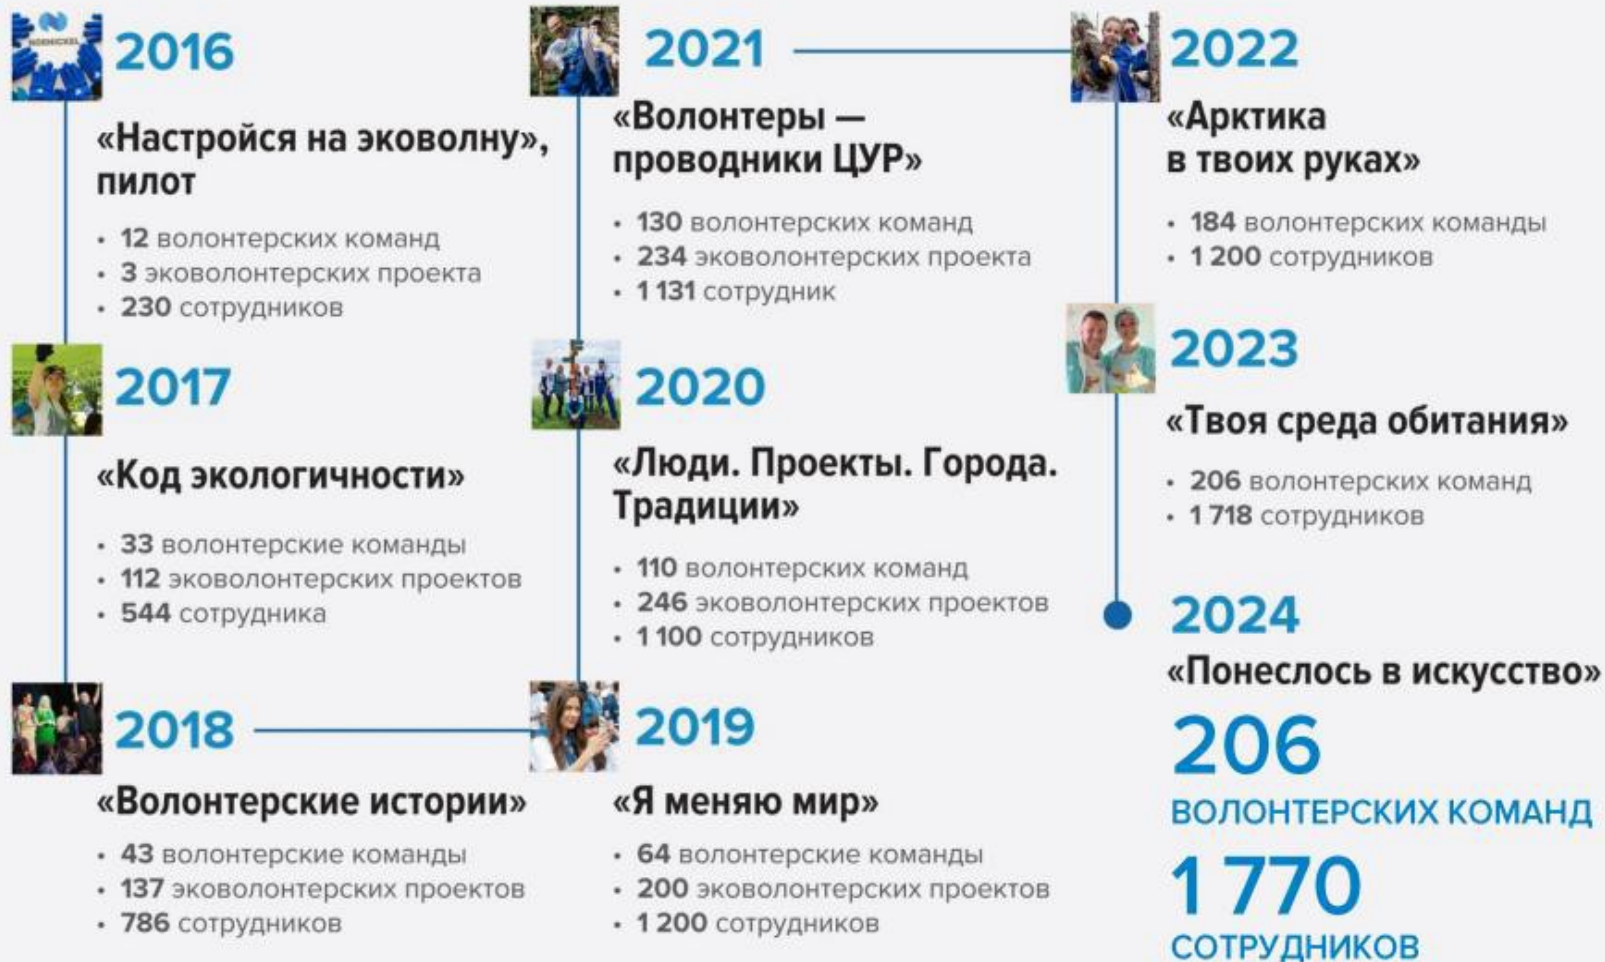 NORNICKEL
2016
«Настройся на эковолну»,
пилот
• 12 волонтерских команд
• 3 эковолонтерских проекта
• 230 сотрудников
2017
«Код экологичности»
• 33 волонтерские команды
• 112 эковолонтерских проектов
• 544 сотрудника
2018
«Волонтерские истории»
• 43 волонтерские команды
• 137 эковолонтерских проектов
• 786 сотрудников
2019
«Я меняю мир»
• 64 волонтерские команды
• 200 эковолонтерских проектов
• 1 200 сотрудников
2020
«Люди. Проекты. Города.
Традиции»
• 110 волонтерских команд
• 246 эковолонтерских проектов
• 1 100 сотрудников
2021
«Волонтеры —
проводники ЦУР»
• 130 волонтерских команд
• 234 эковолонтерских проекта
• 1 131 сотрудник
2022
«Арктика
в твоих руках»
• 184 волонтерских команды
• 1 200 сотрудников
2023
«Твоя среда обитания»
• 206 волонтерских команд
• 1 718 сотрудников
2024
«Понеслось в искусство»
206
ВОЛОНТЕРСКИХ КОМАНД
1 770
СОТРУДНИКОВ